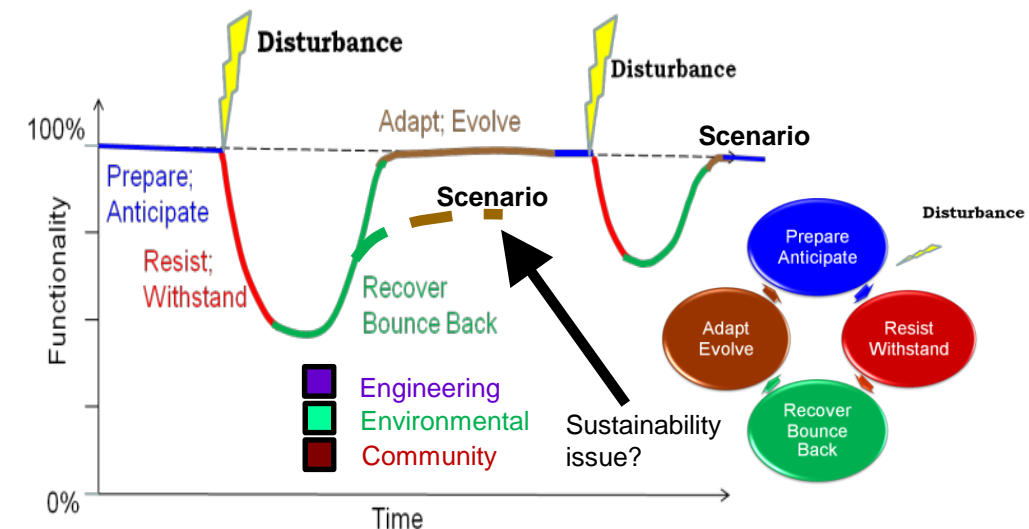 Disturbance
Disturbance
100%
Adapt; Evolve
Scenario
Prepare;
Anticipate
Scenario
Disturbance
Functionality
Resist;
Withstand
Recover
Bounce Back
Prepare
Anticipate
Adapt
Evolve
Resist
Withstand
Recover
Bounce
Back
Engineering
Environmental
Community
Sustainability
issue?
0%
Time